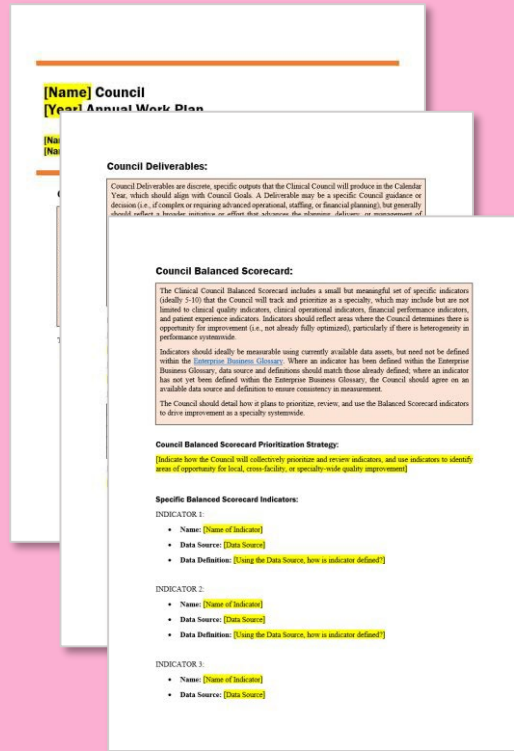 [Name] Council
[Year] Annual Work Plan
[Na
[Na
Council Deliverables:
Council Deliverables are discrete, specific outputs that the Clinical Council will produce in the Calendar
Year, which should align with Council Goals. A Deliverable may be a specific Council guidance or
decision (i.e., if complex or requiring advanced operational, staffing, or financial planning), but generally
should reflect a broader initiative or effort that advances the planning, delivery, or management of
Council Balanced Scorecard:
The Clinical Council Balanced Scorecard includes a small but meaningful set of specific indicators
(ideally 5-10) that the Council will track and prioritize as a specialty, which may include but are not
limited to clinical quality indicators, clinical operational indicators, financial performance indicators,
and patient experience indicators. Indicators should reflect areas where the Council determines there is
opportunity for improvement (i.e., not already fully optimized), particularly if there is heterogeneity in
performance systemwide.
Indicators should ideally be measurable using currently available data assets, but need not be defined
within the Enterprise Business Glossary. Where an indicator has been defined within the Enterprise
Business Glossary, data source and definitions should match those already defined; where an indicator
has not yet been defined within the Enterprise Business Glossary, the Council should agree on an
available data source and definition to ensure consistency in measurement.
The Council should detail how it plans to prioritize, review, and use the Balanced Scorecard indicators
to drive improvement as a specialty systemwide.
Council Balanced Scorecard Prioritization Strategy:
[Indicate how the Council will collectively prioritize and review indicators, and use indicators to identify
areas of opportunity for local, cross-facility, or specialty-wide quality improvement]
Specific Balanced Scorecard Indicators:
INDICATOR 1:
• Name: [Name of Indicator]
• Data Source: [Data Source]
• Data Definition: [Using the Data Source, how is indicator defined?]
INDICATOR 2:
• Name: [Name of Indicator]
• Data Source: [Data Source]
• Data Definition: [Using the Data Source, how is indicator defined?]
INDICATOR 3:
• Name: [Name of Indicator]
• Data Source: [Data Source]